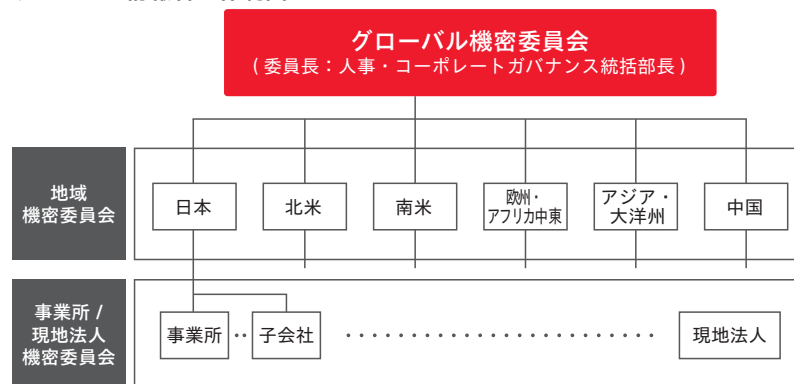 グローバル機密委員会
(委員長：人事・コーポレートガバナンス統括部長)
地域
機密委員会
日本
北米
南米
欧州・
アフリカ中東
アジア・
大洋州
中国
事業所 /
現地法人
機密委員会
事業所
子会社
現地法人